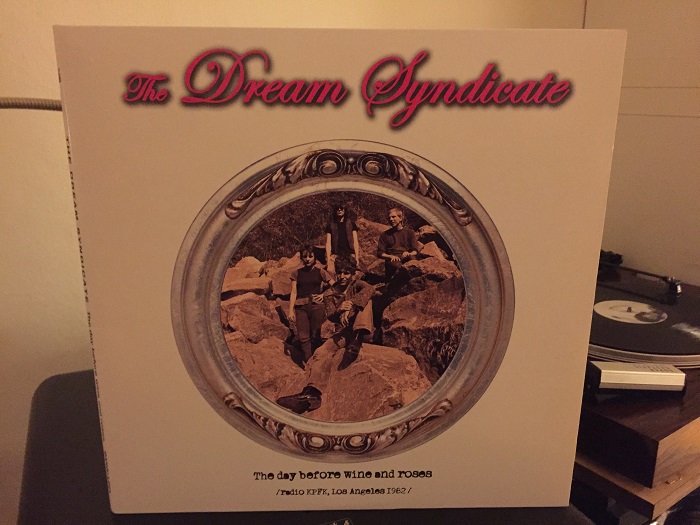 The Dream Syndicate
The day before wine and roses
/radio KPFK, Los Angeles 1982/